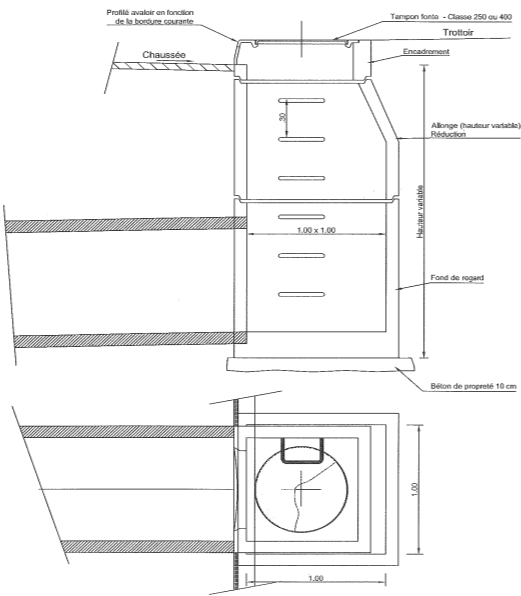 Profilé avaloir en fonction
de la bordure courante
Tampon fonte - Classe 250 ou 400
Trottoir
Chaussée
Encadrement
.30
Allonge (hauteur variable)
Réduction
Hauteur variable
1.00 x 1.00
Fond de regard
Béton de propreté 10 cm
1.00
1.00